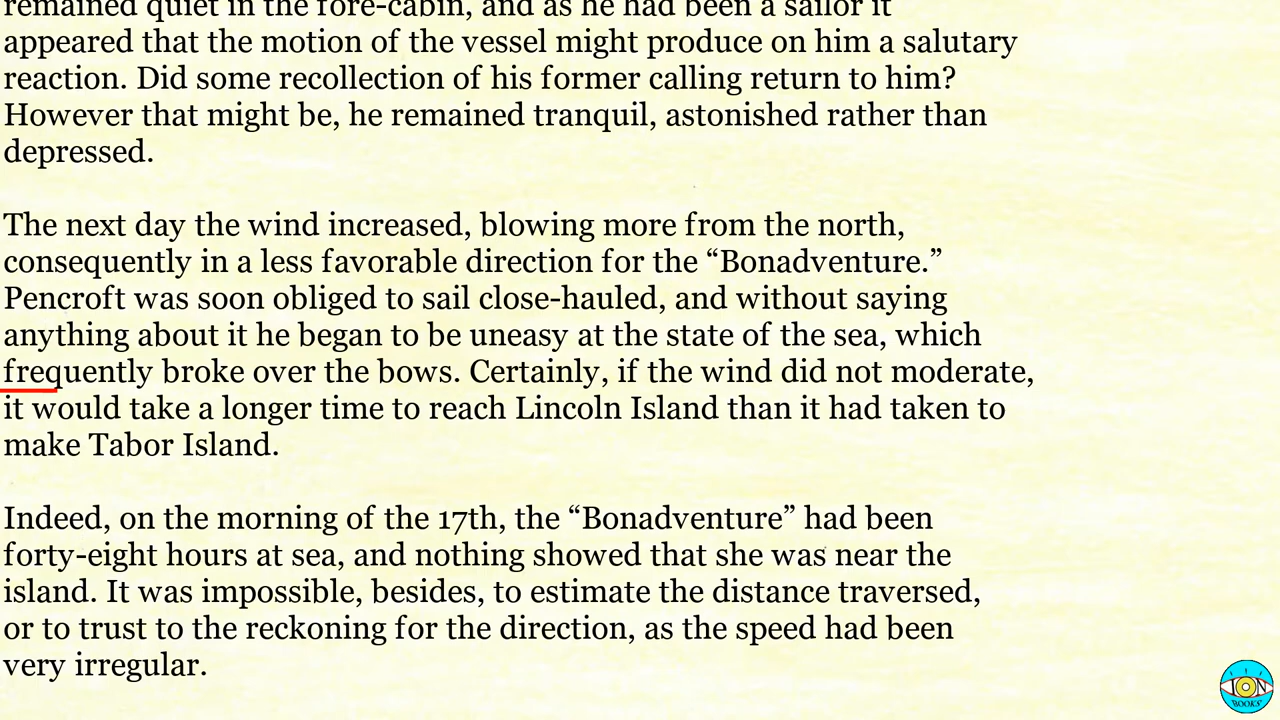 remained quiet in the fore-cabin, and as he had been a sailor it
appeared that the motion of the vessel might produce on him a salutary
reaction. Did some recollection of his former calling return to him?
However that might be, he remained tranquil, astonished rather than
depressed.
The next day the wind increased, blowing more from the north,
consequently in a less favorable direction for the “Bonadventure.”
Pencroft was soon obliged to sail close-hauled, and without saying
anything about it he began to be uneasy at the state of the sea, which
frequently broke over the bows. Certainly, if the wind did not moderate,
it would take a longer time to reach Lincoln Island than it had taken to
make Tabor Island.
Indeed, on the morning of the 17th, the “Bonadventure” had been
forty-eight hours at sea, and nothing showed that she was near the
island. It was impossible, besides, to estimate the distance traversed,
or to trust to the reckoning for the direction, as the speed had been
very irregular.
ION
BOOKS